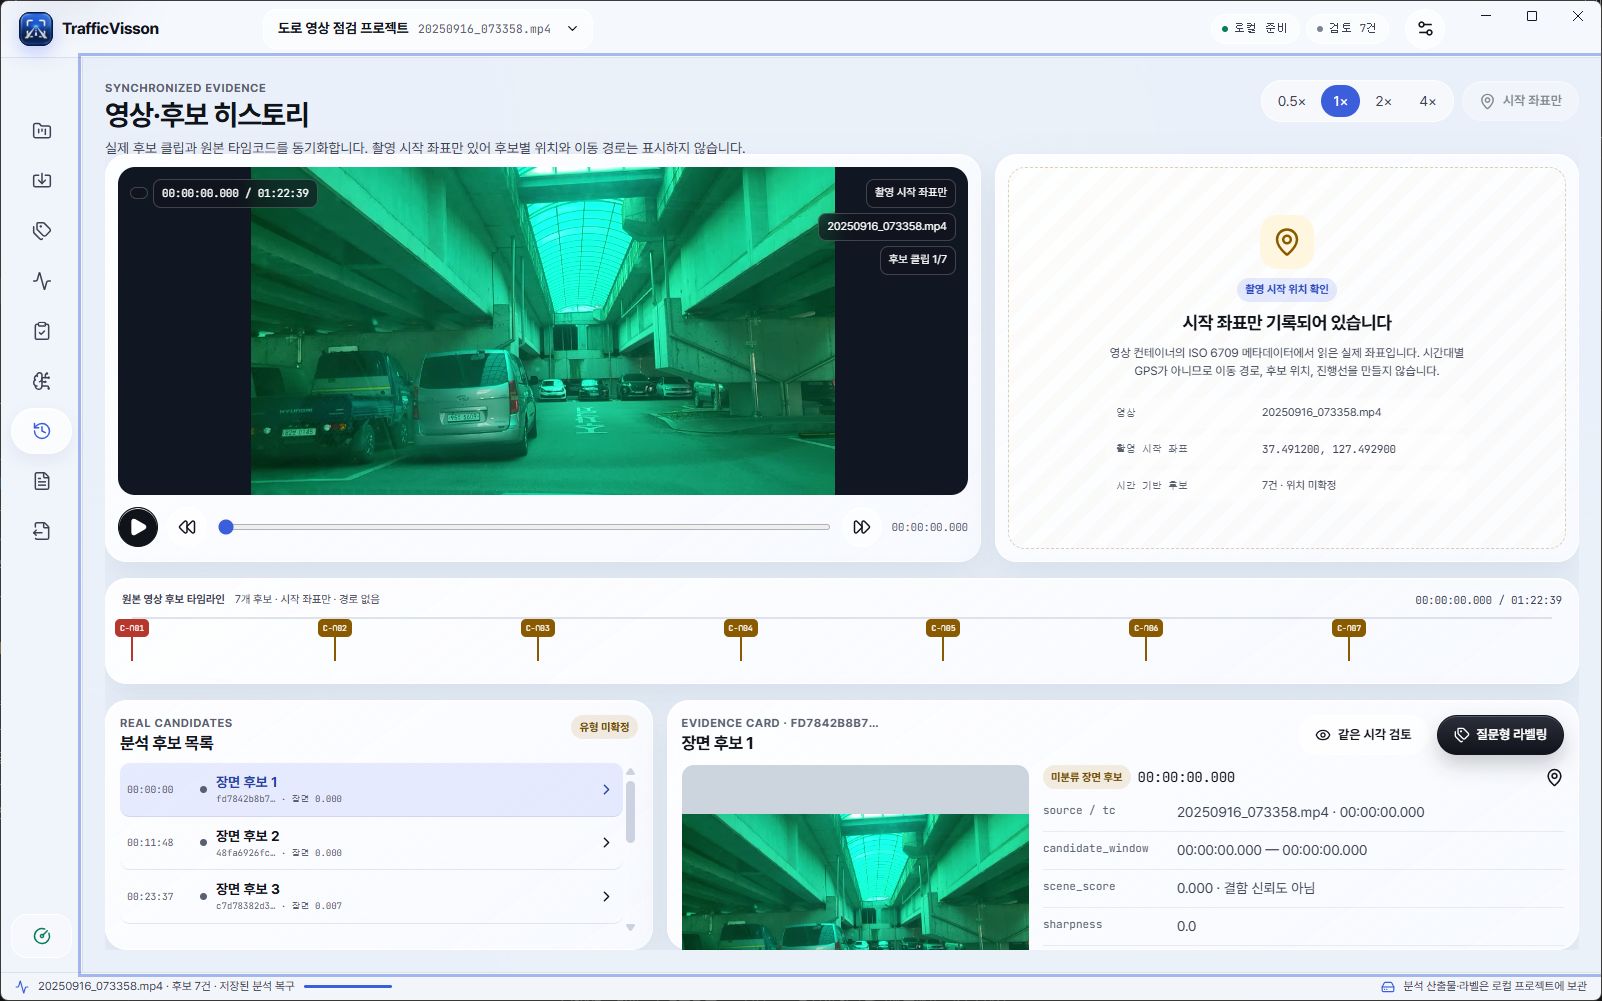 TrafficVisson
도로 영상 점검 프로젝트 20250916_073358.mp4
로컬 준비
검토 7건
SYNCHRONIZED EVIDENCE
영상·후보 히스토리
실제 후보 클립과 원본 타임코드를 동기화합니다. 촬영 시작 좌표만 있어 후보별 위치와 이동 경로는 표시하지 않습니다.
0.5× 1× 2× 4×
시작 좌표만
00:00:00.000 / 01:22:39
촬영 시작 좌표만
20250916_073358.mp4
후보 클립 1/7
HYUNDAI
00:00:00.000
촬영 시작 위치 확인
시작 좌표만 기록되어 있습니다
영상 컨테이너의 ISO 6709 메타데이터에서 읽은 실제 좌표입니다. 시간대별
GPS가 아니므로 이동 경로, 후보 위치, 진행선을 만들지 않습니다.
영상 20250916_073358.mp4
촬영 시작 좌표 37.491200, 127.492900
시간 기반 후보 7건 · 위치 미확정
원본 영상 후보 타임라인 7개 후보 · 시작 좌표만 · 경로 없음
00:00:00.000 / 01:22:39
C-001 C-002 C-003 C-004 C-005 C-006 C-007
REAL CANDIDATES
분석 후보 목록
유형 미확정
00:00:00 장면 후보 1
fd7842b8b7… · 장면 0.000
00:11:48 장면 후보 2
48fa6926fc… · 장면 0.000
00:23:37 장면 후보 3
c7d78382d3… · 장면 0.007
EVIDENCE CARD · FD7842B8B7...
장면 후보 1
같은 시각 검토
질문형 라벨링
미분류 장면 후보 00:00:00.000
source / tc 20250916_073358.mp4 · 00:00:00.000
candidate_window 00:00:00.000 — 00:00:00.000
scene_score 0.000 · 결함 신뢰도 아님
sharpness 0.0
20250916_073358.mp4 · 후보 7건 · 저장된 분석 복구
분석 산출물·라벨은 로컬 프로젝트에 보관